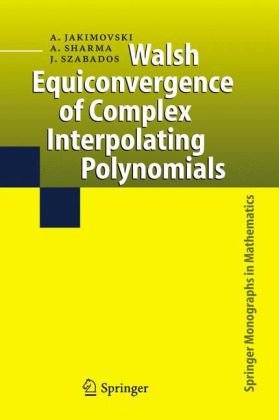 A. JAKIMOVSKI
A. SHARMA
J. SZABADOS
Walsh
Equiconvergence
of Complex
Interpolating
Polynomials
Springer Monographs in Mathematics
Springer